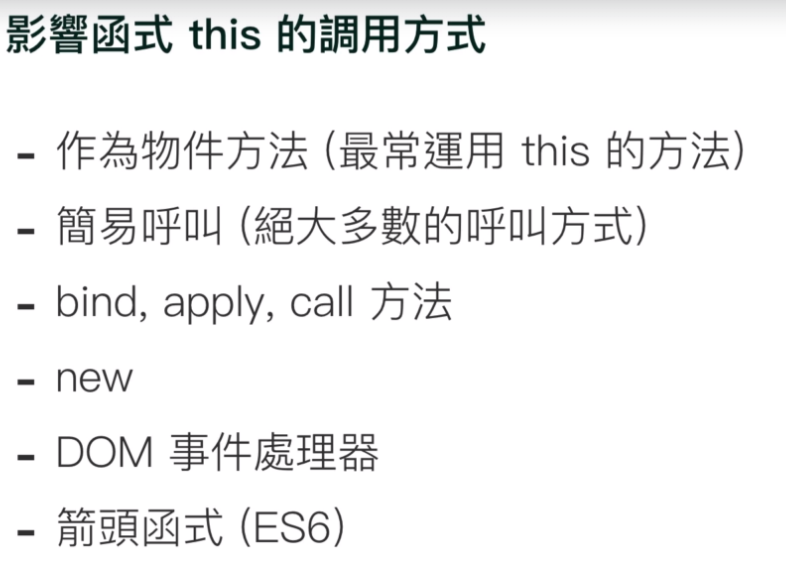 影響函式 this 的調用方式
- 作為物件方法 (最常運用 this 的方法)
- 簡易呼叫 (絕大多數的呼叫方式)
- bind, apply, call 方法
- new
- DOM 事件處理器
- 箭頭函式 (ES6)